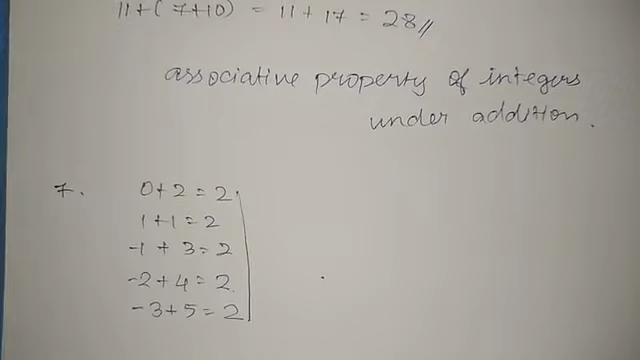 11+(7+10) = 11+17 = 28//
associative property of integers
under addition.
7. 0+2=2
1+1=2
-1+3=2
-2+4=2
-3+5=2